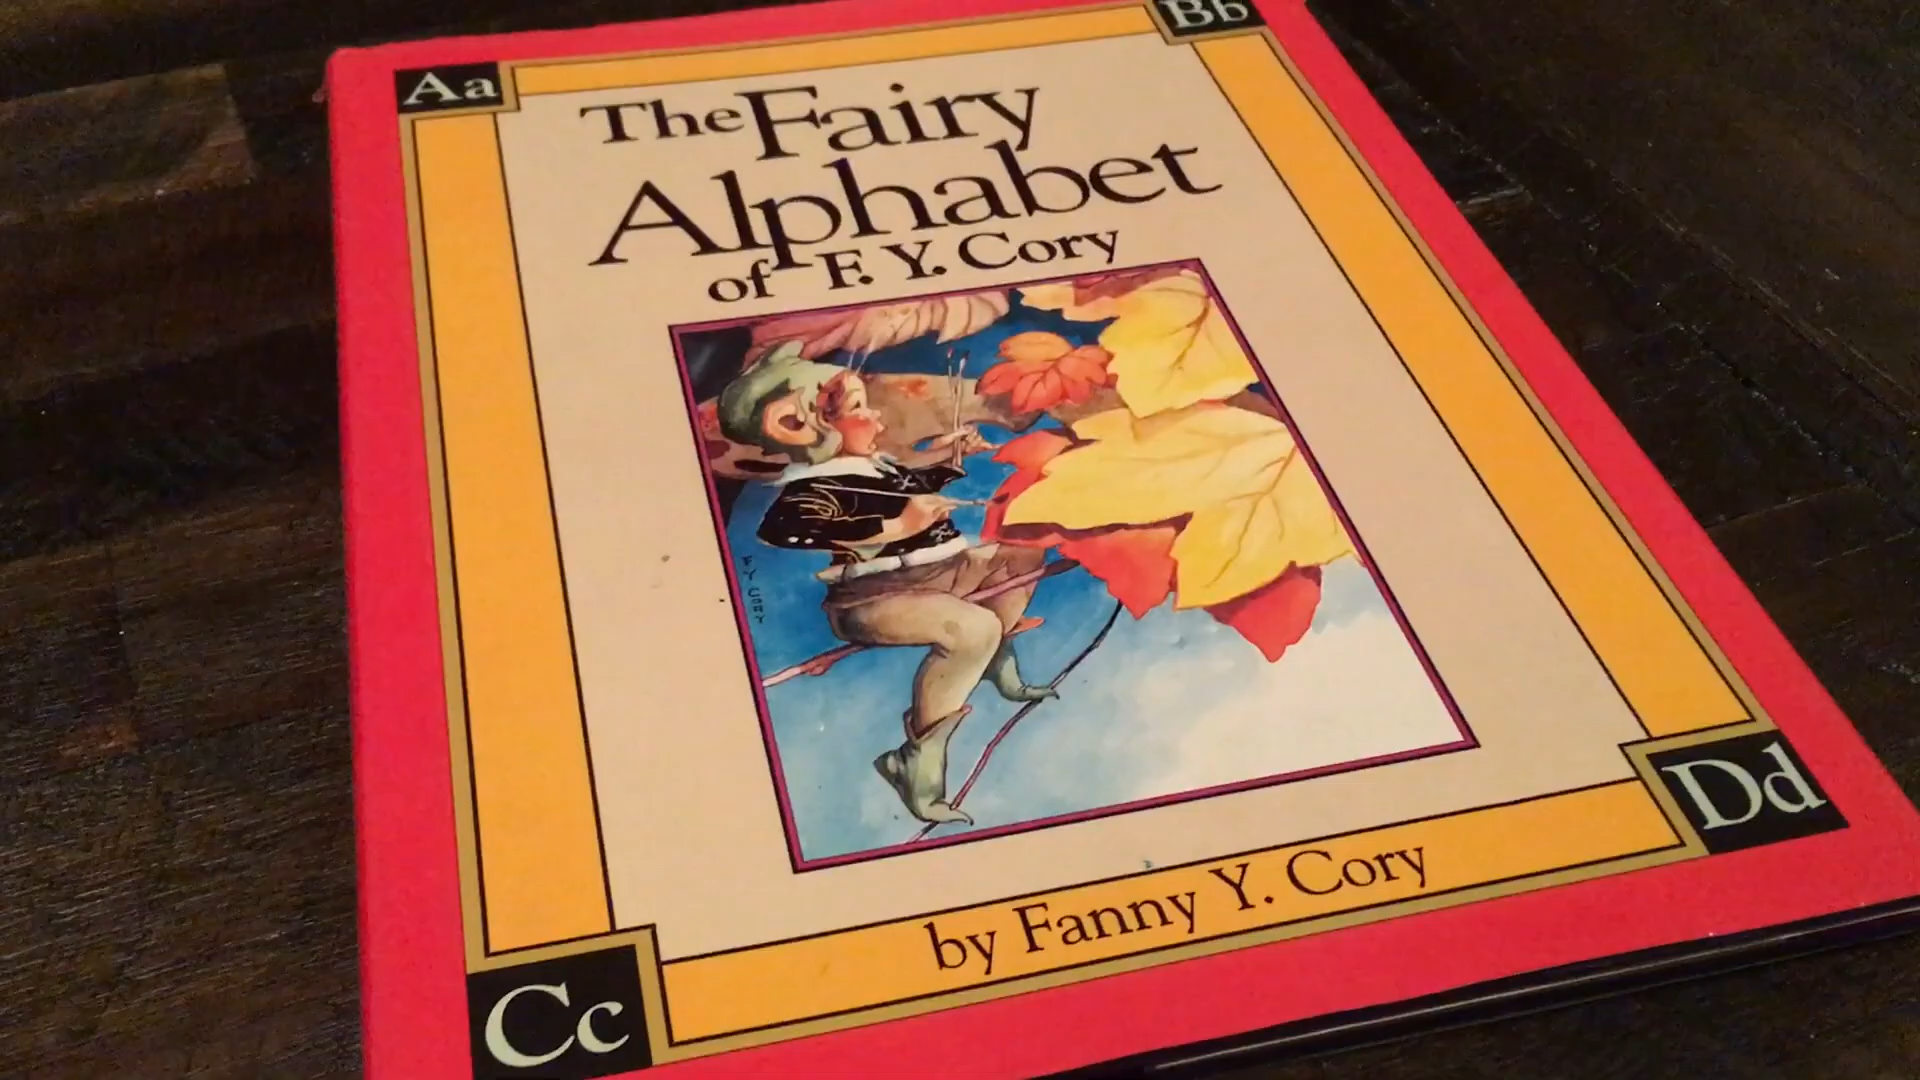 Aa
Bb
The Fairy
Alphabet
of F. Y. Cory
F Y CORY
by Fanny Y. Cory
Cc
Dd